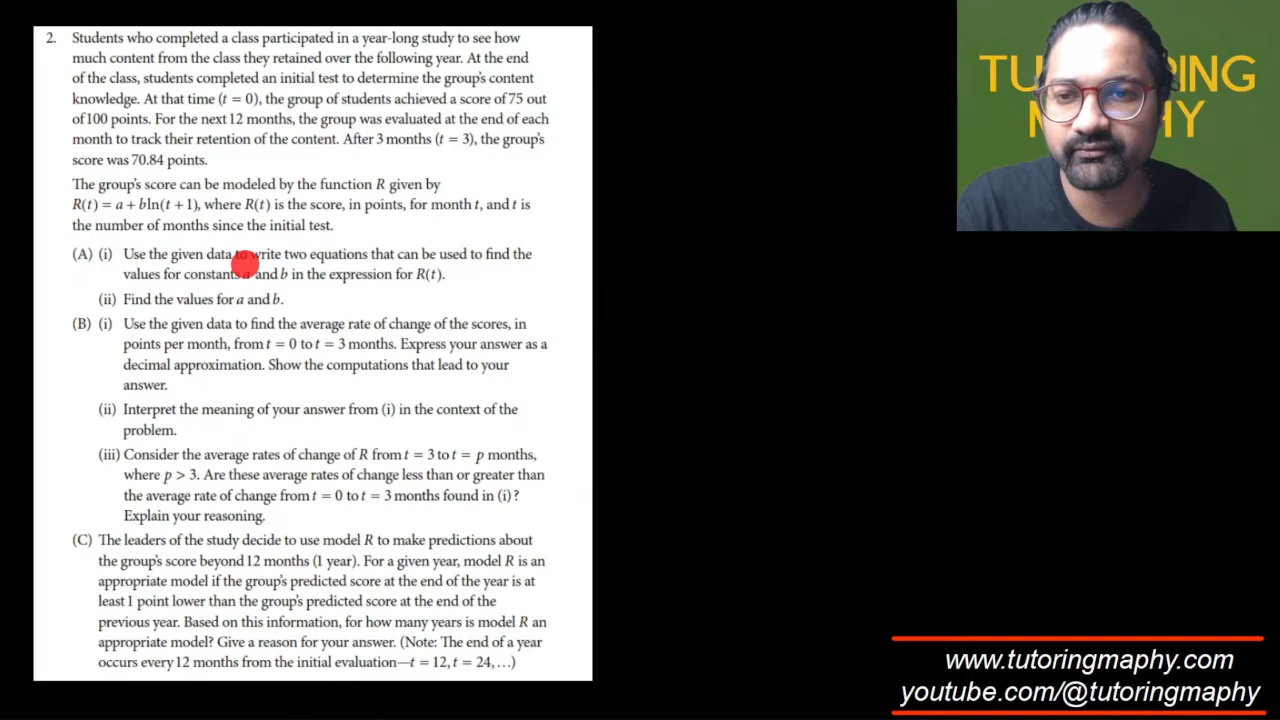 2. Students who completed a class participated in a year-long study to see how
much content from the class they retained over the following year. At the end
of the class, students completed an initial test to determine the group's content
knowledge. At that time (t = 0), the group of students achieved a score of 75 out
of 100 points. For the next 12 months, the group was evaluated at the end of each
month to track their retention of the content. After 3 months (t = 3), the group's
score was 70.84 points.
The group's score can be modeled by the function R given by
R(t) = a + bln(t + 1), where R(t) is the score, in points, for month t, and t is
the number of months since the initial test.
(A) (i) Use the given data to write two equations that can be used to find the
values for constants a and b in the expression for R(t).
(ii) Find the values for a and b.
(B) (i) Use the given data to find the average rate of change of the scores, in
points per month, from t = 0 to t = 3 months. Express your answer as a
decimal approximation. Show the computations that lead to your
answer.
(ii) Interpret the meaning of your answer from (i) in the context of the
problem.
(iii) Consider the average rates of change of R from t = 3 to t = p months,
where p > 3. Are these average rates of change less than or greater than
the average rate of change from t = 0 to t = 3 months found in (i)?
Explain your reasoning.
(C) The leaders of the study decide to use model R to make predictions about
the group's score beyond 12 months (1 year). For a given year, model R is an
appropriate model if the group's predicted score at the end of the year is at
least 1 point lower than the group's predicted score at the end of the
previous year. Based on this information, for how many years is model R an
appropriate model? Give a reason for your answer. (Note: The end of a year
occurs every 12 months from the initial evaluation—t = 12, t = 24, …)
www.tutoringmaphy.com
youtube.com/@tutoringmaphy